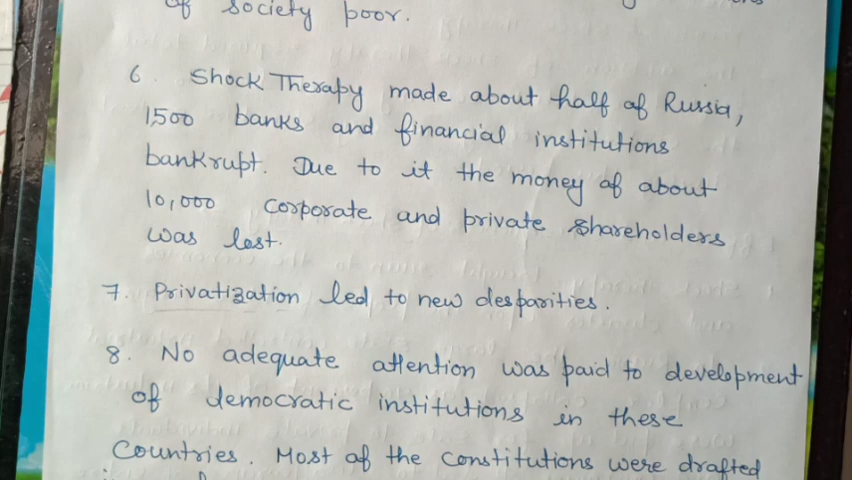 of society poor.
6. Shock Therapy made about half of Russia,
1500 banks and financial institutions
bankrupt. Due to it the money of about
10,000 corporate and private shareholders
was lost.
7. Privatization led to new desparities.
8. No adequate attention was paid to development
of democratic institutions in these
Countries. Most of the constitutions were drafted